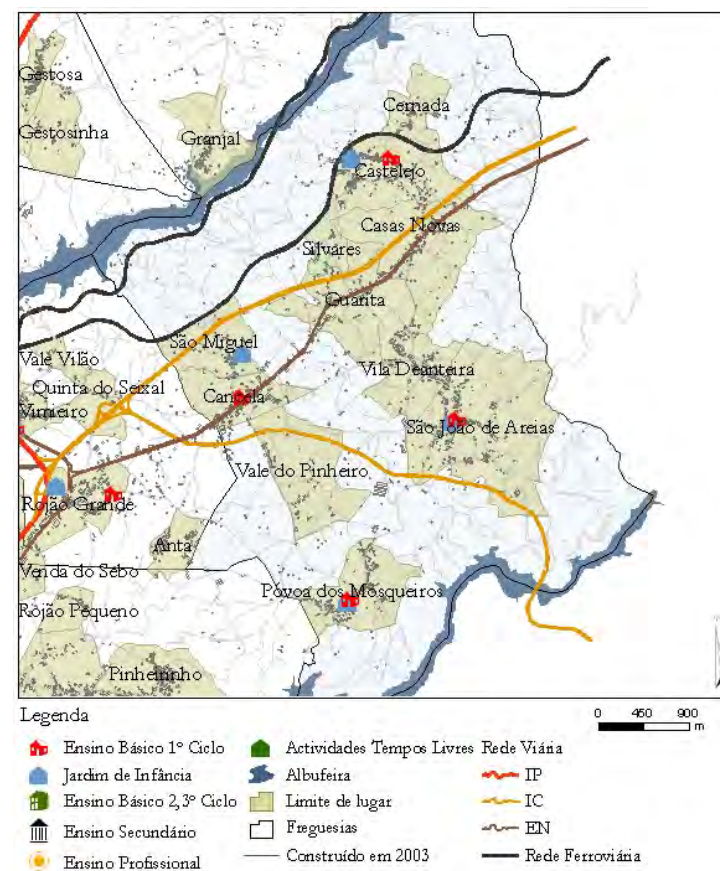 Gestosa
Gestosinha
Granjal
Cernada
Castelejo
Casas Novas
Silvares
Guarita
São Miguel
Vale Vilão
Vila Deanteira
Quinta do Seixal
Vimieiro
Cancela
São João de Areias
Vale do Pinheiro
Rojão Grande
Anta
Venda do Sebo
Póvoa dos Mosqueiros
Rojão Pequeno
Pinheirinho
Legenda
0 450 900
m
Ensino Básico 1º Ciclo
Jardim de Infância
Ensino Básico 2,3º Ciclo
Ensino Secundário
Ensino Profissional
Actividades Tempos Livres
Albufeira
Limite de lugar
Freguesias
Construído em 2003
Rede Viária
IP
IC
EN
Rede Ferroviária